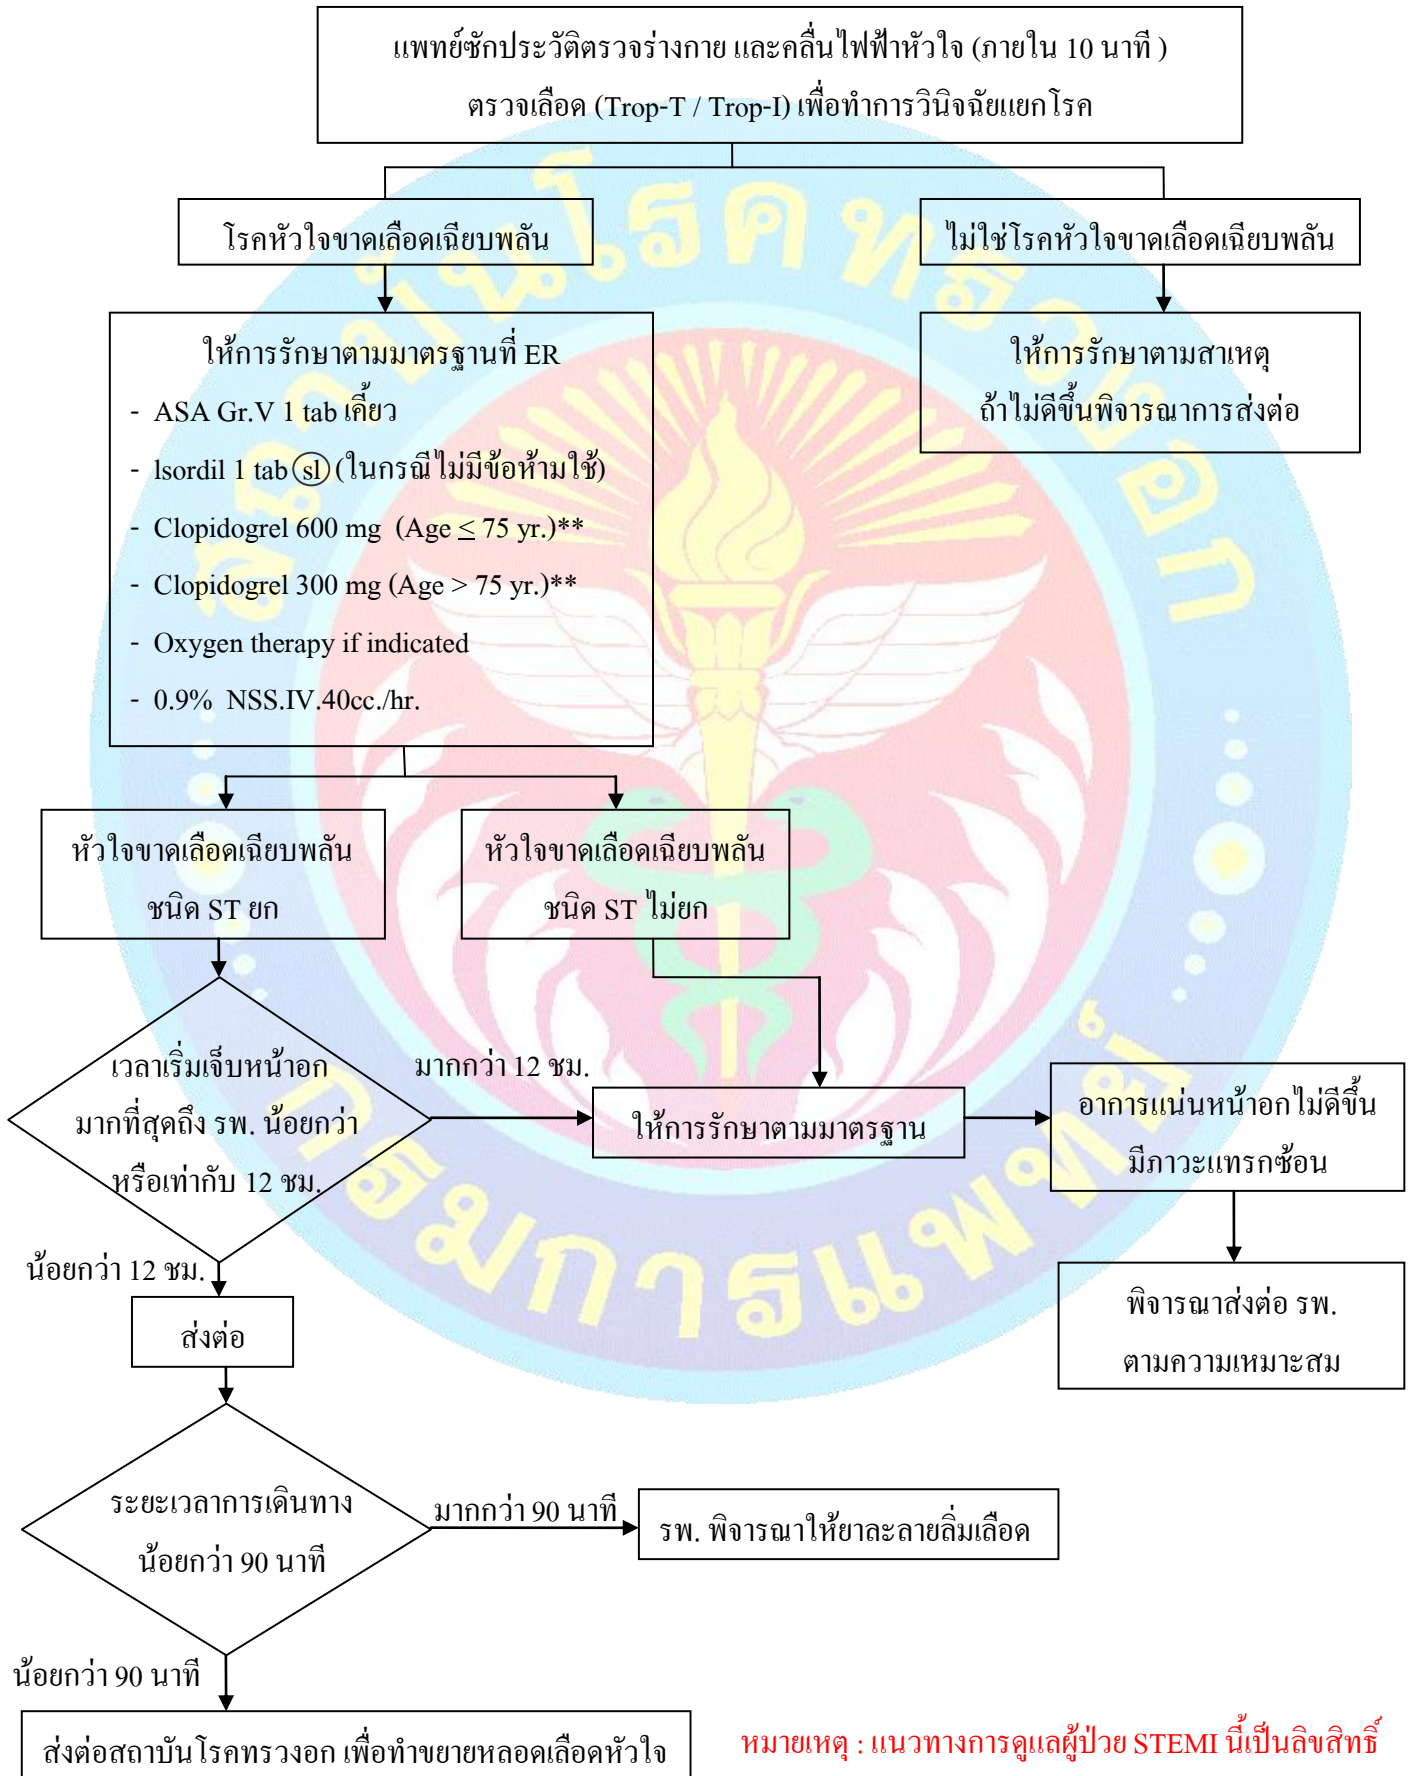 แพทย์ซักประวัติตรวจร่างกาย และคลื่นไฟฟ้าหัวใจ (ภายใน 10 นาที )
ตรวจเลือด (Trop-T / Trop-I) เพื่อทำการวินิจฉัยแยกโรค
โรคหัวใจขาดเลือดเฉียบพลัน
ไม่ใช่โรคหัวใจขาดเลือดเฉียบพลัน
ให้การรักษาตามมาตรฐานที่ ER
- ASA Gr.V 1 tab เคี้ยว
- lsordil 1 tab sl (ในกรณีไม่มีข้อห้ามใช้)
- Clopidogrel 600 mg (Age ≤ 75 yr.)**
- Clopidogrel 300 mg (Age > 75 yr.)**
- Oxygen therapy if indicated
- 0.9% NSS.IV.40cc./hr.
ให้การรักษาตามสาเหตุ
ถ้าไม่ดีขึ้นพิจารณาการส่งต่อ
หัวใจขาดเลือดเฉียบพลัน
ชนิด ST ยก
หัวใจขาดเลือดเฉียบพลัน
ชนิด ST ไม่ยก
เวลาเริ่มเจ็บหน้าอก
มากที่สุดถึง รพ. น้อยกว่า
หรือเท่ากับ 12 ชม.
มากกว่า 12 ชม.
ให้การรักษาตามมาตรฐาน
อาการแน่นหน้าอกไม่ดีขึ้น
มีภาวะแทรกซ้อน
น้อยกว่า 12 ชม.
ส่งต่อ
พิจารณาส่งต่อ รพ.
ตามความเหมาะสม
ระยะเวลาการเดินทาง
น้อยกว่า 90 นาที
มากกว่า 90 นาที
รพ. พิจารณาให้ยาละลายลิ่มเลือด
น้อยกว่า 90 นาที
ส่งต่อสถาบันโรคทรวงอก เพื่อทำขยายหลอดเลือดหัวใจ
หมายเหตุ : แนวทางการดูแลผู้ป่วย STEMI นี้เป็นลิขสิทธิ์
สถาบันโรคทรวงอก
กรมการแพทย์